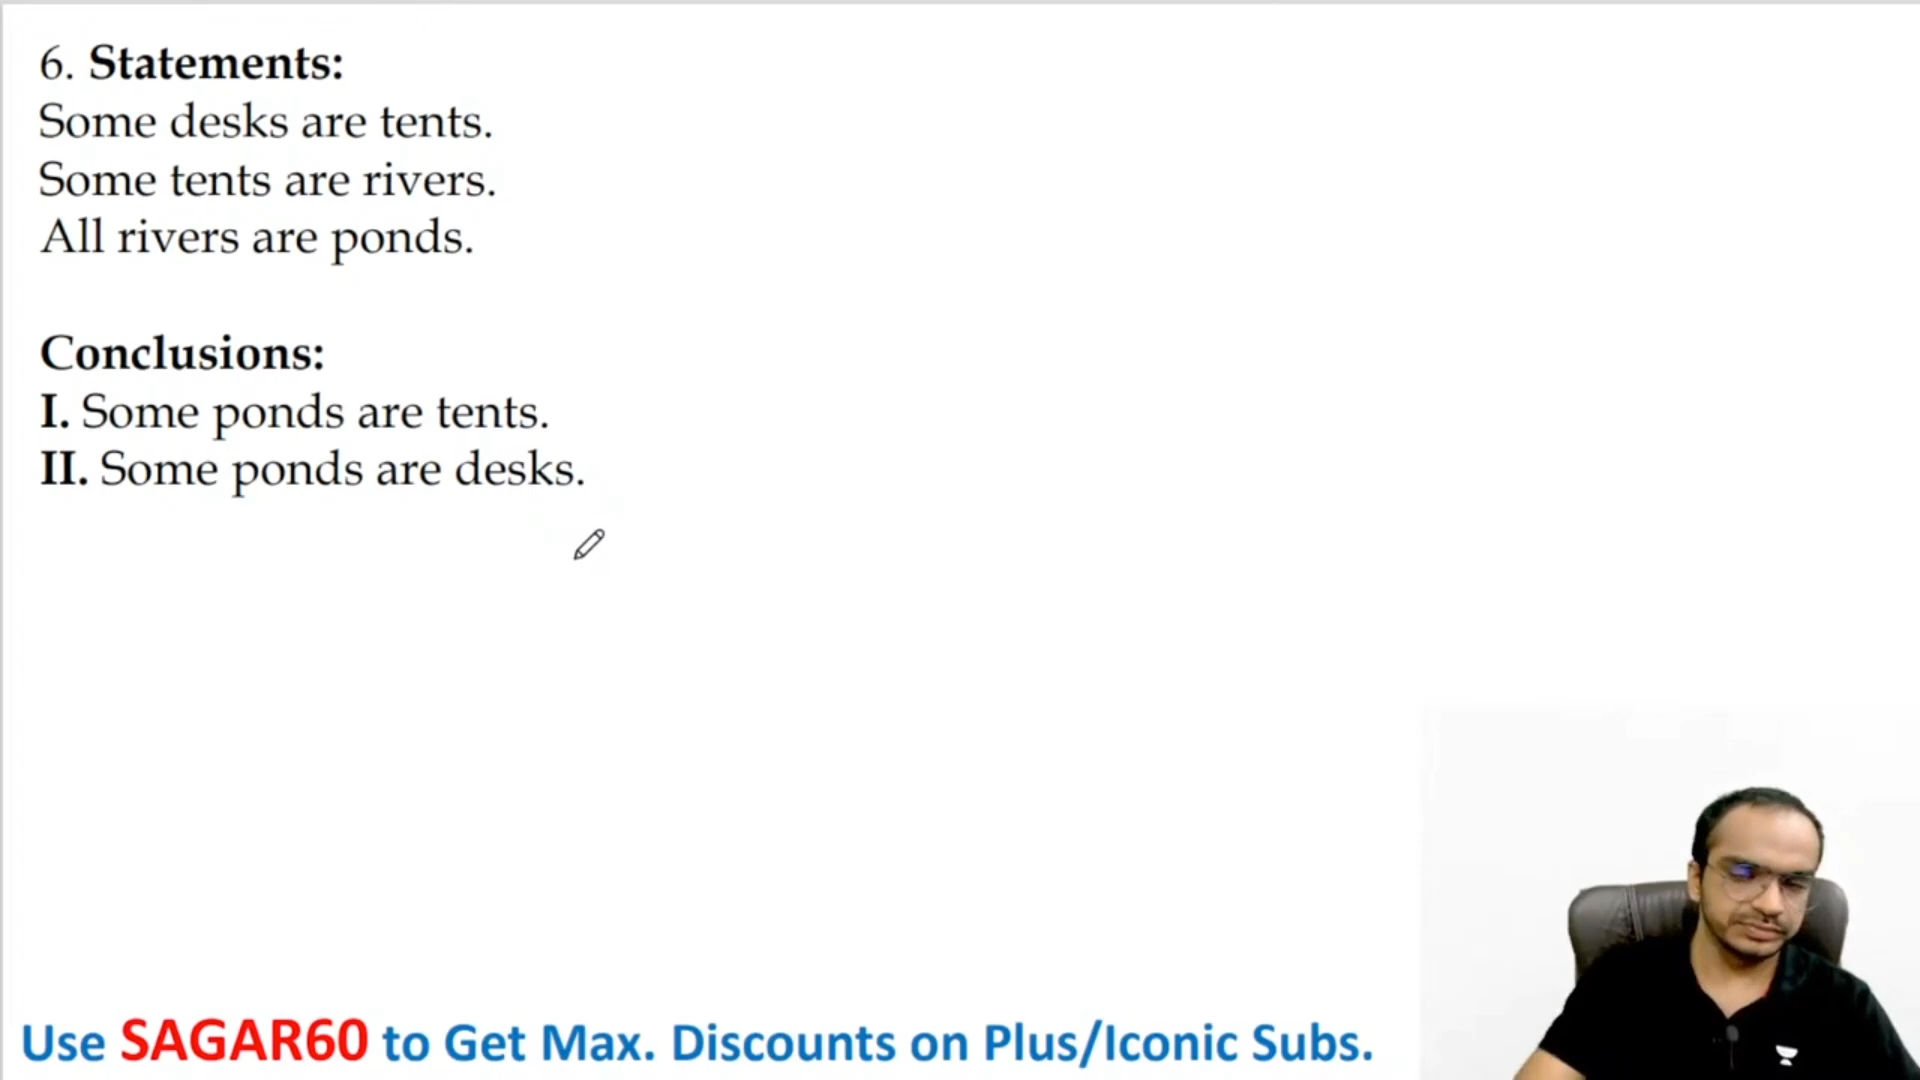 6. Statements:
Some desks are tents.
Some tents are rivers.
All rivers are ponds.
Conclusions:
I. Some ponds are tents.
II. Some ponds are desks.
Use SAGAR60 to Get Max. Discounts on Plus/Iconic Subs.